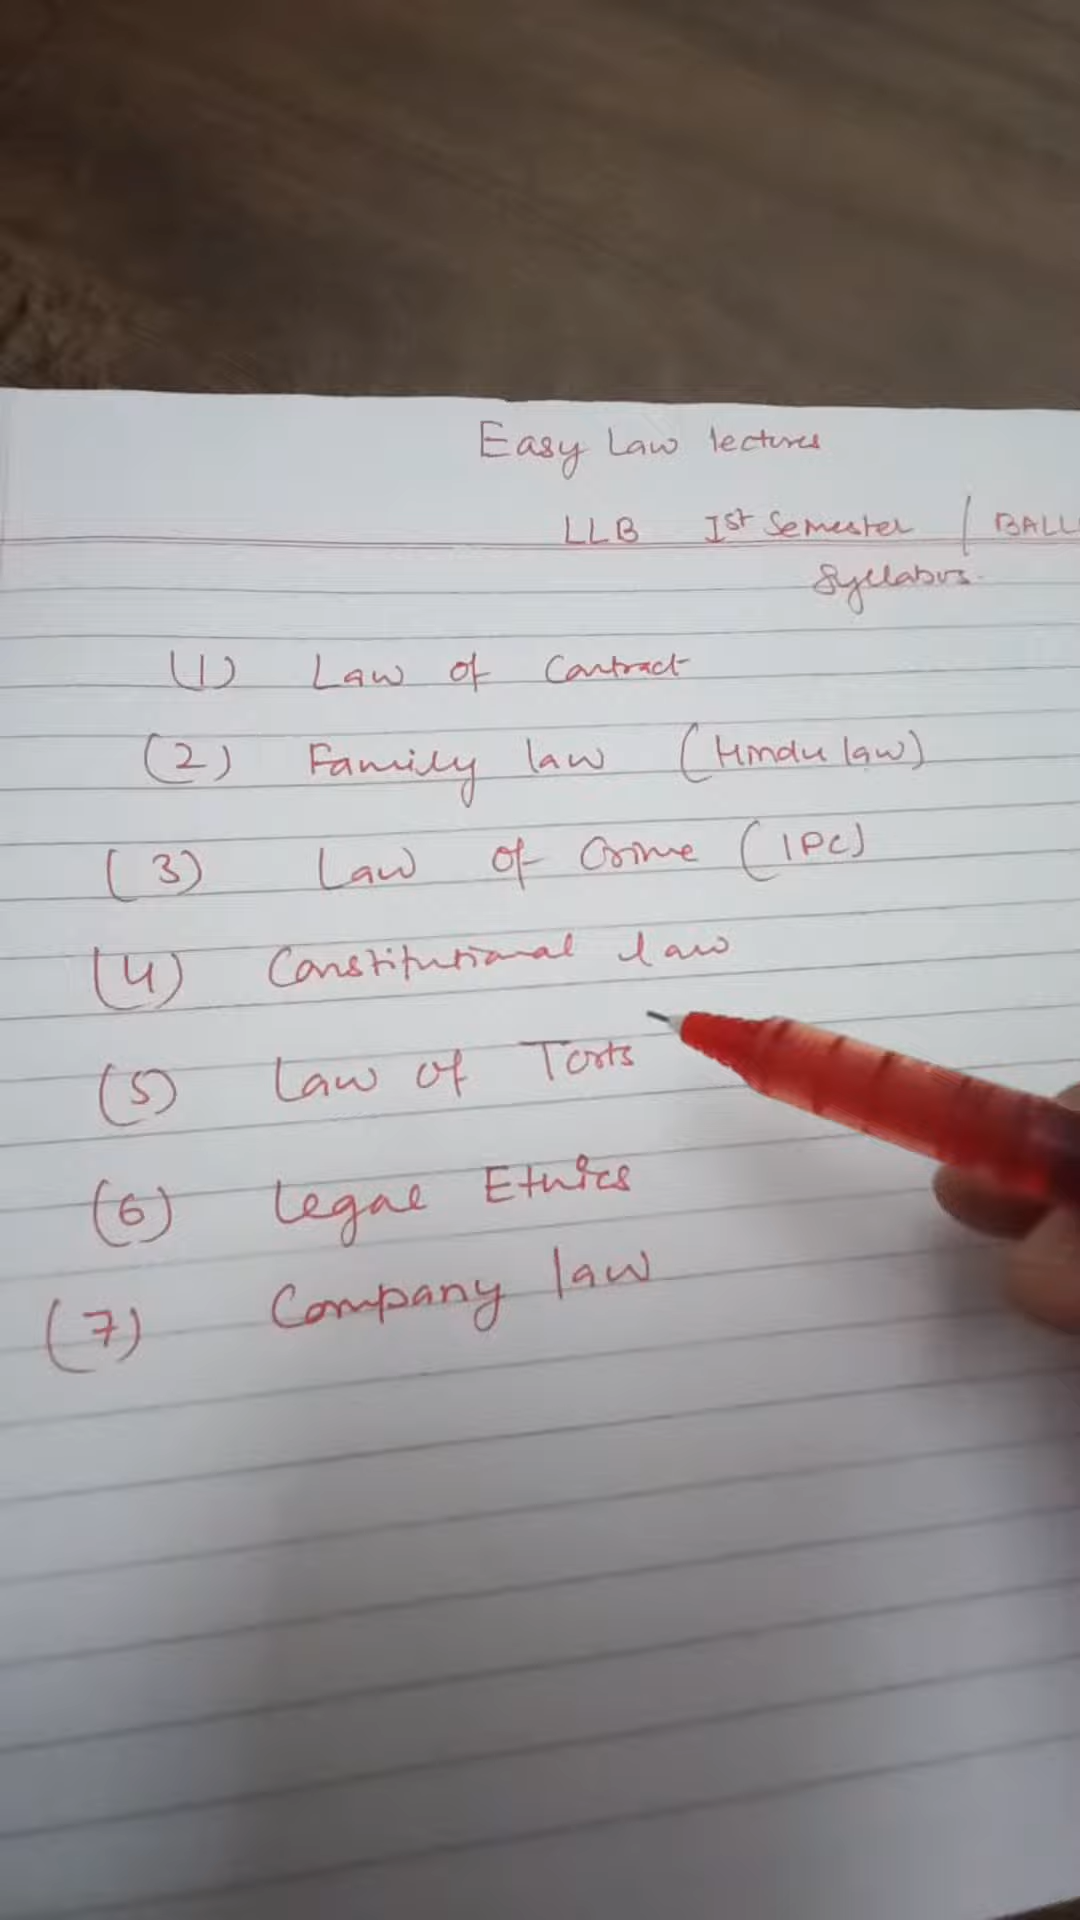 Easy Law lectures
LLB Ist Semester / BALL
Syllabus.
(1) Law of Contract
(2) Family law (Hindu law)
(3) Law of Crime (IPC)
(4) Constitutional law
(5) Law of Torts
(6) Legal Ethics
(7) Company law